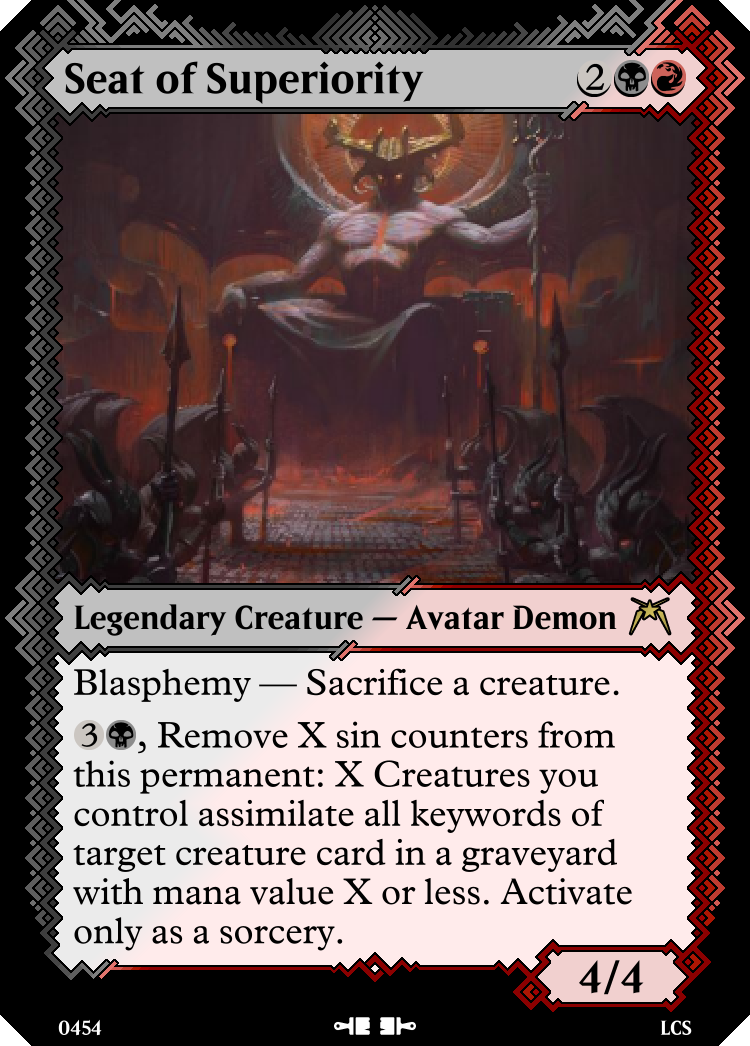 Seat of Superiority 2
Legendary Creature — Avatar Demon
Blasphemy — Sacrifice a creature.
3, Remove X sin counters from
this permanent: X Creatures you
control assimilate all keywords of
target creature card in a graveyard
with mana value X or less. Activate
only as a sorcery.
4/4
0454 LCS